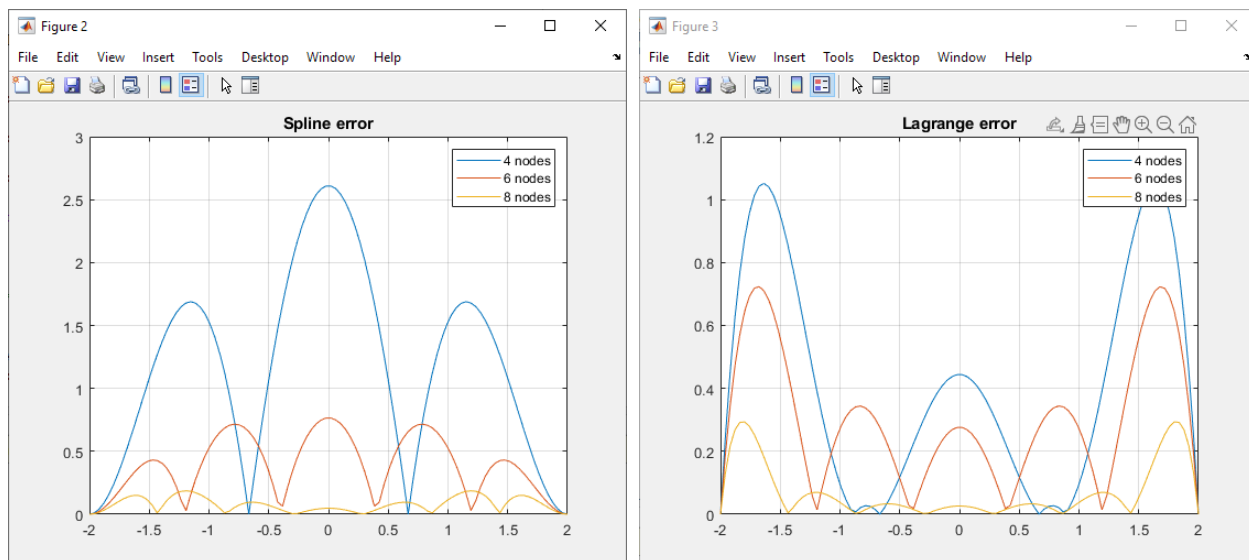 Figure 2
File Edit View Insert Tools Desktop Window Help
Spline error
3
2.5
2
1.5
1
0.5
0
4 nodes
6 nodes
8 nodes
-2 -1.5 -1 -0.5 0 0.5 1 1.5 2
Figure 3
File Edit View Insert Tools Desktop Window Help
Lagrange error
1.2
1
0.8
0.6
0.4
0.2
0
4 nodes
6 nodes
8 nodes
-2 -1.5 -1 -0.5 0 0.5 1 1.5 2